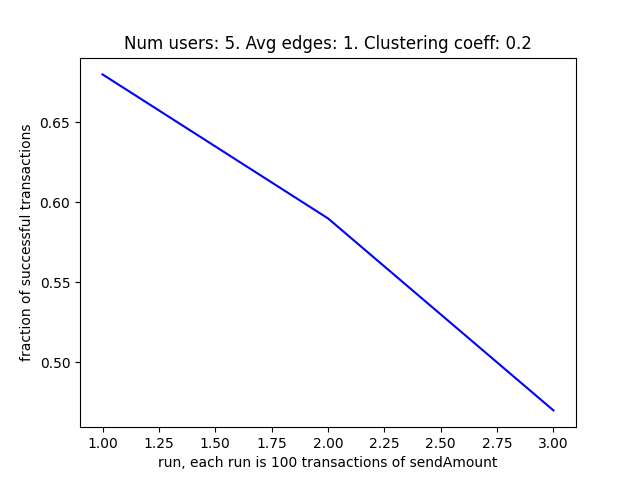 Num users: 5. Avg edges: 1. Clustering coeff: 0.2
fraction of successful transactions
0.65
0.60
0.55
0.50
1.00 1.25 1.50 1.75 2.00 2.25 2.50 2.75 3.00
run, each run is 100 transactions of sendAmount